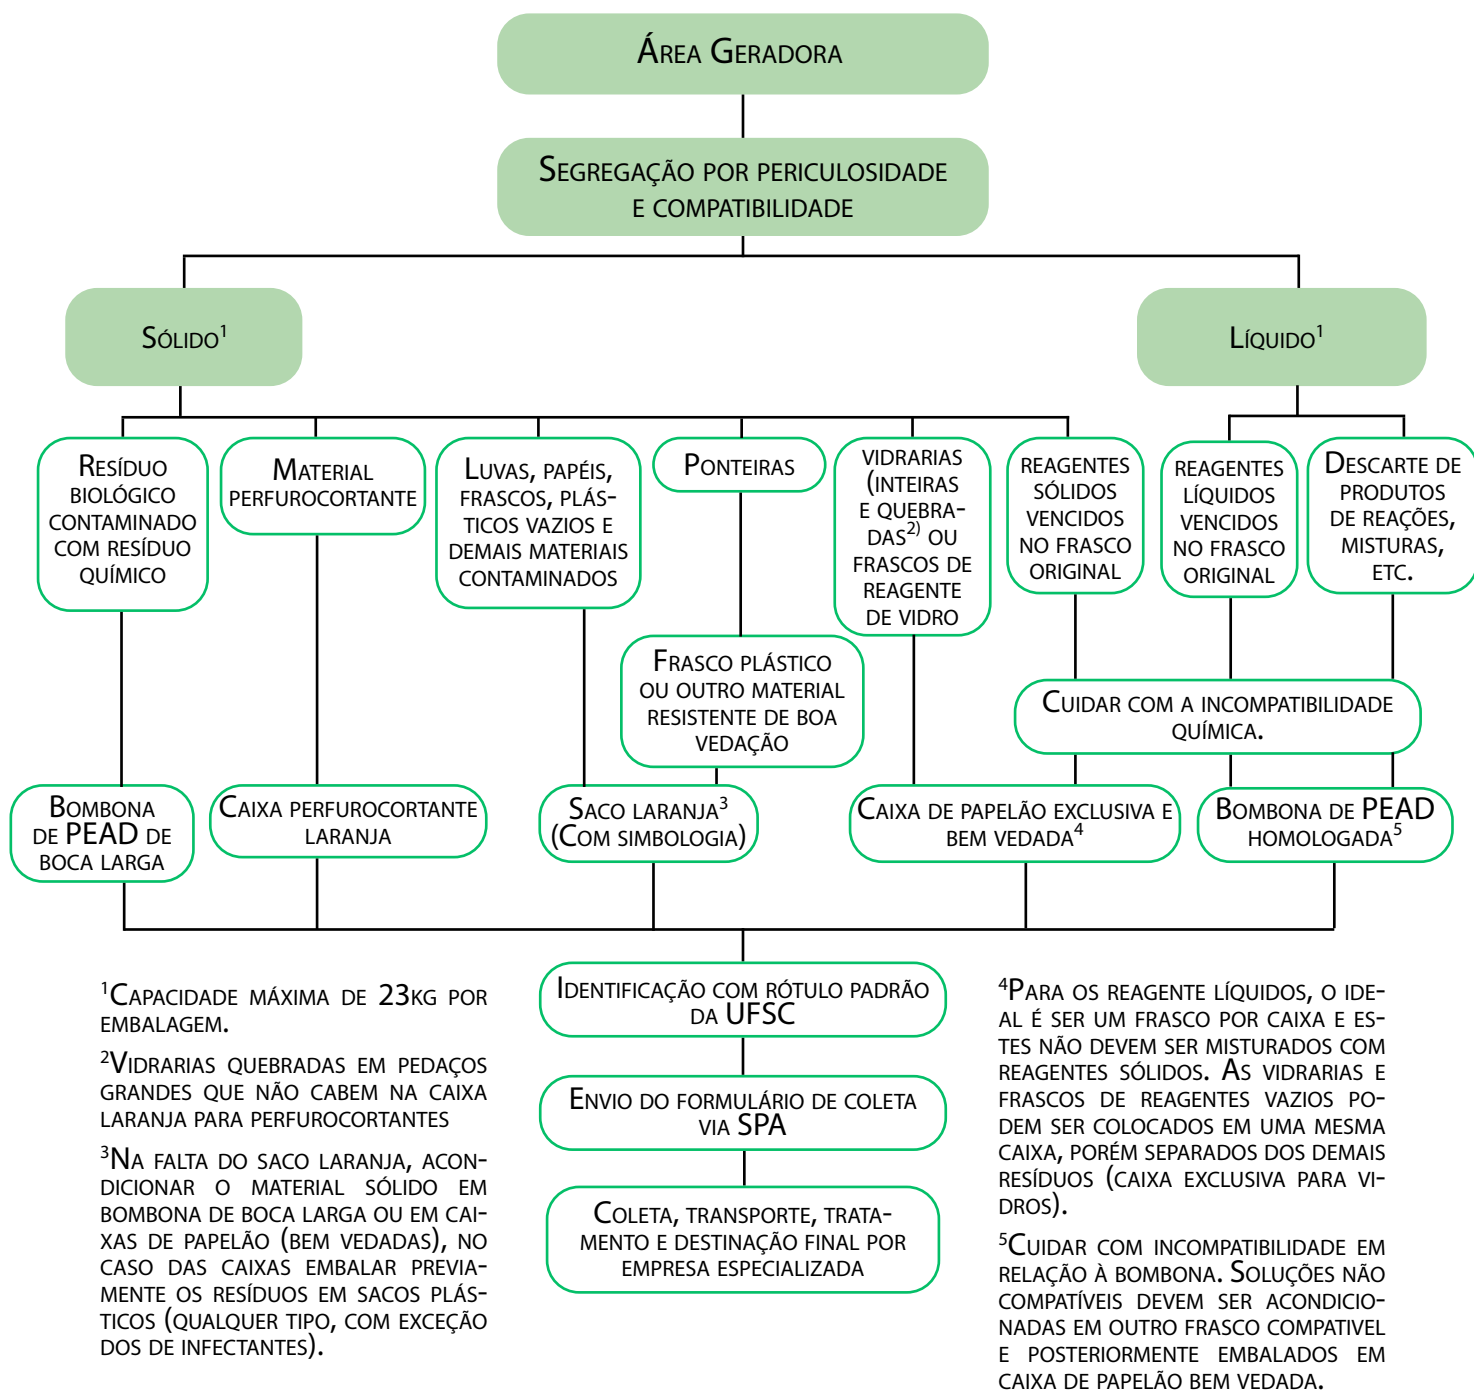 Área Geradora
Segregação por periculosidade
e compatibilidade
Sólido¹
Líquido¹
Resíduo
biológico
contaminado
com resíduo
químico
Material
perfurocortante
Luvas, papéis,
frascos, plás-
ticos vazios e
demais materiais
contaminados
Ponteiras
vidrarias
(inteiras
e quebra-
das²⁾ ou
frascos de
reagente
de vidro
reagentes
sólidos
vencidos
no frasco
original
reagentes
líquidos
vencidos
no frasco
original
Descarte de
produtos
de reações,
misturas,
etc.
Frasco plástico
ou outro material
resistente de boa
vedação
Cuidar com a incompatibilidade
química.
Bombona
de PEAD de
boca larga
Caixa perfurocortante
laranja
Saco laranja³
(Com simbologia)
Caixa de papelão exclusiva e
bem vedada⁴
Bombona de PEAD
homologada⁵
Identificação com rótulo padrão
da UFSC
Envio do formulário de coleta
via SPA
Coleta, transporte, trata-
mento e destinação final por
empresa especializada
¹Capacidade máxima de 23kg por
embalagem.
²Vidrarias quebradas em pedaços
grandes que não cabem na caixa
laranja para perfurocortantes
³Na falta do saco laranja, acon-
dicionar o material sólido em
bombona de boca larga ou em cai-
xas de papelão (bem vedadas), no
caso das caixas embalar previa-
mente os resíduos em sacos plás-
ticos (qualquer tipo, com exceção
dos de infectantes).
⁴Para os reagente líquidos, o ide-
al é ser um frasco por caixa e es-
tes não devem ser misturados com
reagentes sólidos. As vidrarias e
frascos de reagentes vazios po-
dem ser colocados em uma mesma
caixa, porém separados dos demais
resíduos (caixa exclusiva para vi-
dros).
⁵Cuidar com incompatibilidade em
relação à bombona. Soluções não
compatíveis devem ser acondicio-
nadas em outro frasco compativel
e posteriormente embalados em
caixa de papelão bem vedada.